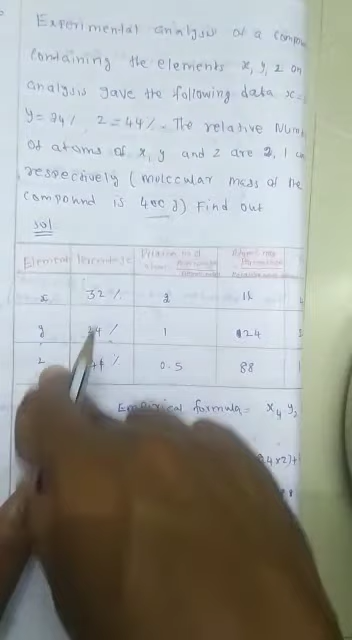 Experimental analysis of a compou
containing the elements x, y, z on
analysis gave the following data x=
y=24%, z=44%. The relative Num
of atoms of x, y and z are 2, 1 an
respectively (molecular mass of the
compound is 400 g) Find out
sol
Element Percentage
x 32% 2 16
y 24% 1 24
z 44% 0.5 88
Empirical formula = x4 y2